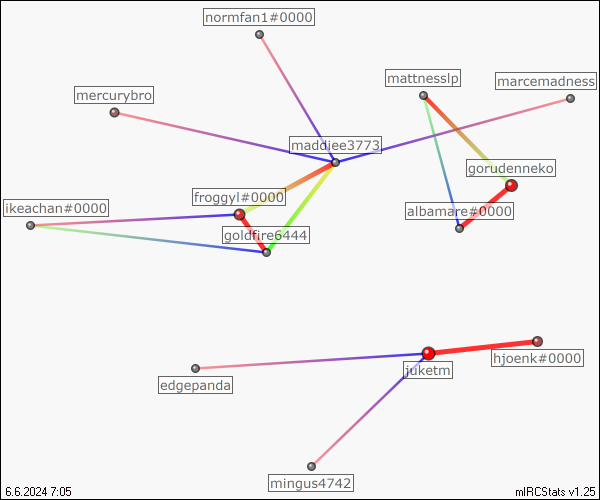 normfan1#0000
mattnesslp
marcemadness
mercurybro
maddiee3773
gorudenneko
froggyl#0000
ikeachan#0000
albamare#0000
goldfire6444
hjoenk#0000
juketm
edgepanda
mingus4742
6.6.2024 7:05
mIRCStats v1.25